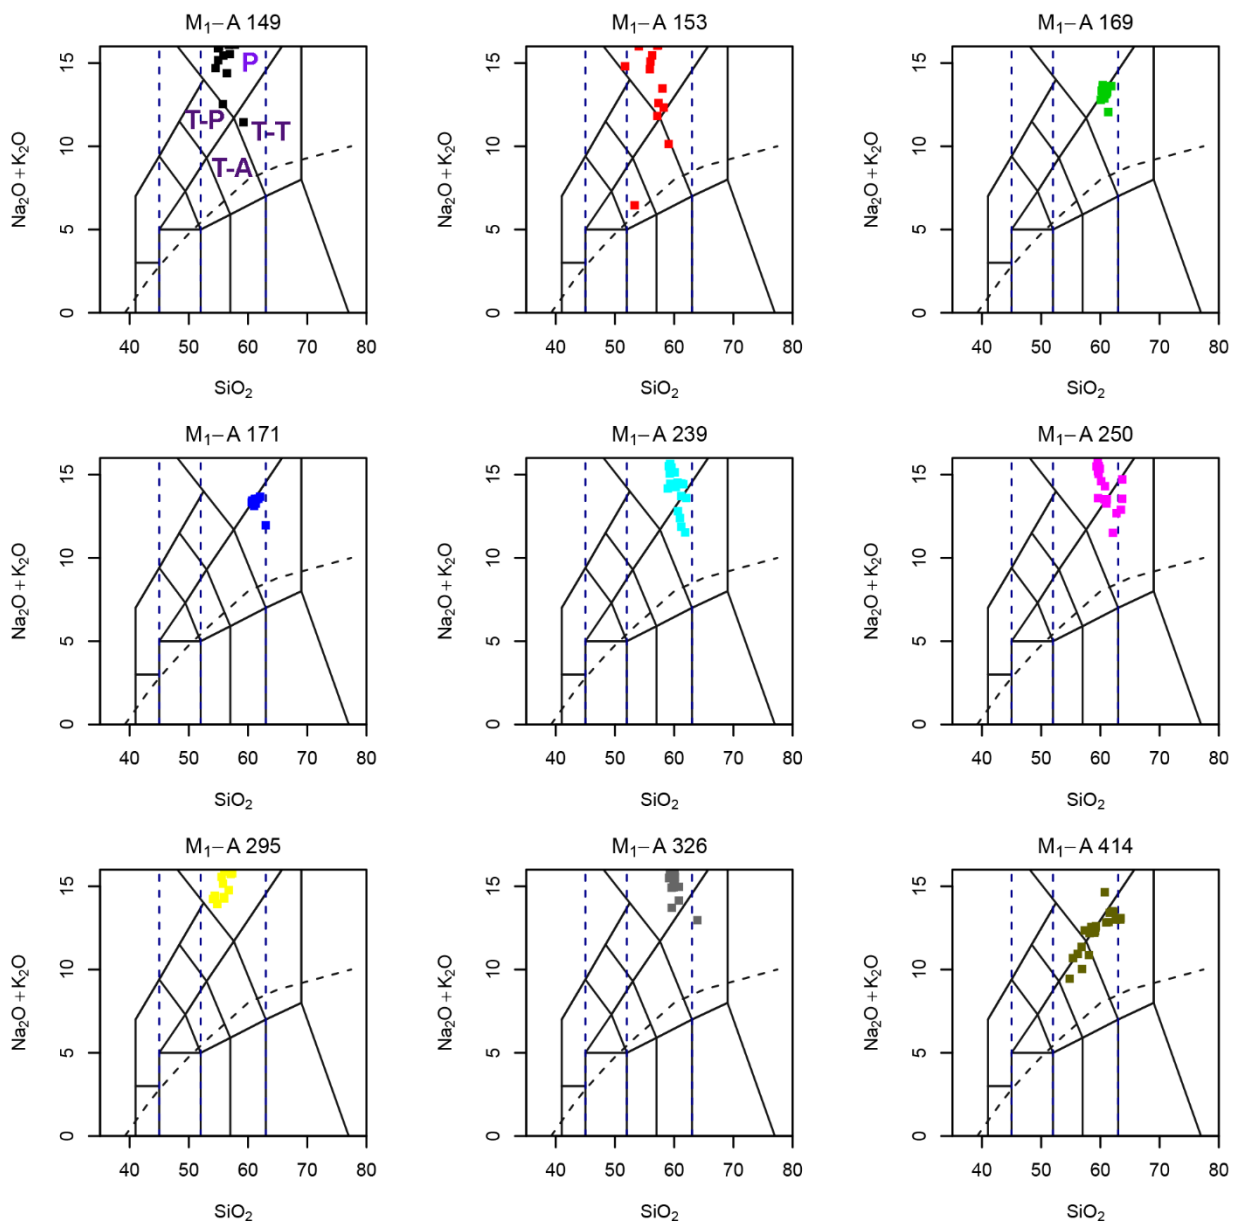 M₁–A 149
15
10
5
0
Na₂O + K₂O
P
T-P
T-T
T-A
40 50 60 70 80
SiO₂
M₁–A 153
15
10
5
0
Na₂O + K₂O
40 50 60 70 80
SiO₂
M₁–A 169
15
10
5
0
Na₂O + K₂O
40 50 60 70 80
SiO₂
M₁–A 171
15
10
5
0
Na₂O + K₂O
40 50 60 70 80
SiO₂
M₁–A 239
15
10
5
0
Na₂O + K₂O
40 50 60 70 80
SiO₂
M₁–A 250
15
10
5
0
Na₂O + K₂O
40 50 60 70 80
SiO₂
M₁–A 295
15
10
5
0
Na₂O + K₂O
40 50 60 70 80
SiO₂
M₁–A 326
15
10
5
0
Na₂O + K₂O
40 50 60 70 80
SiO₂
M₁–A 414
15
10
5
0
Na₂O + K₂O
40 50 60 70 80
SiO₂